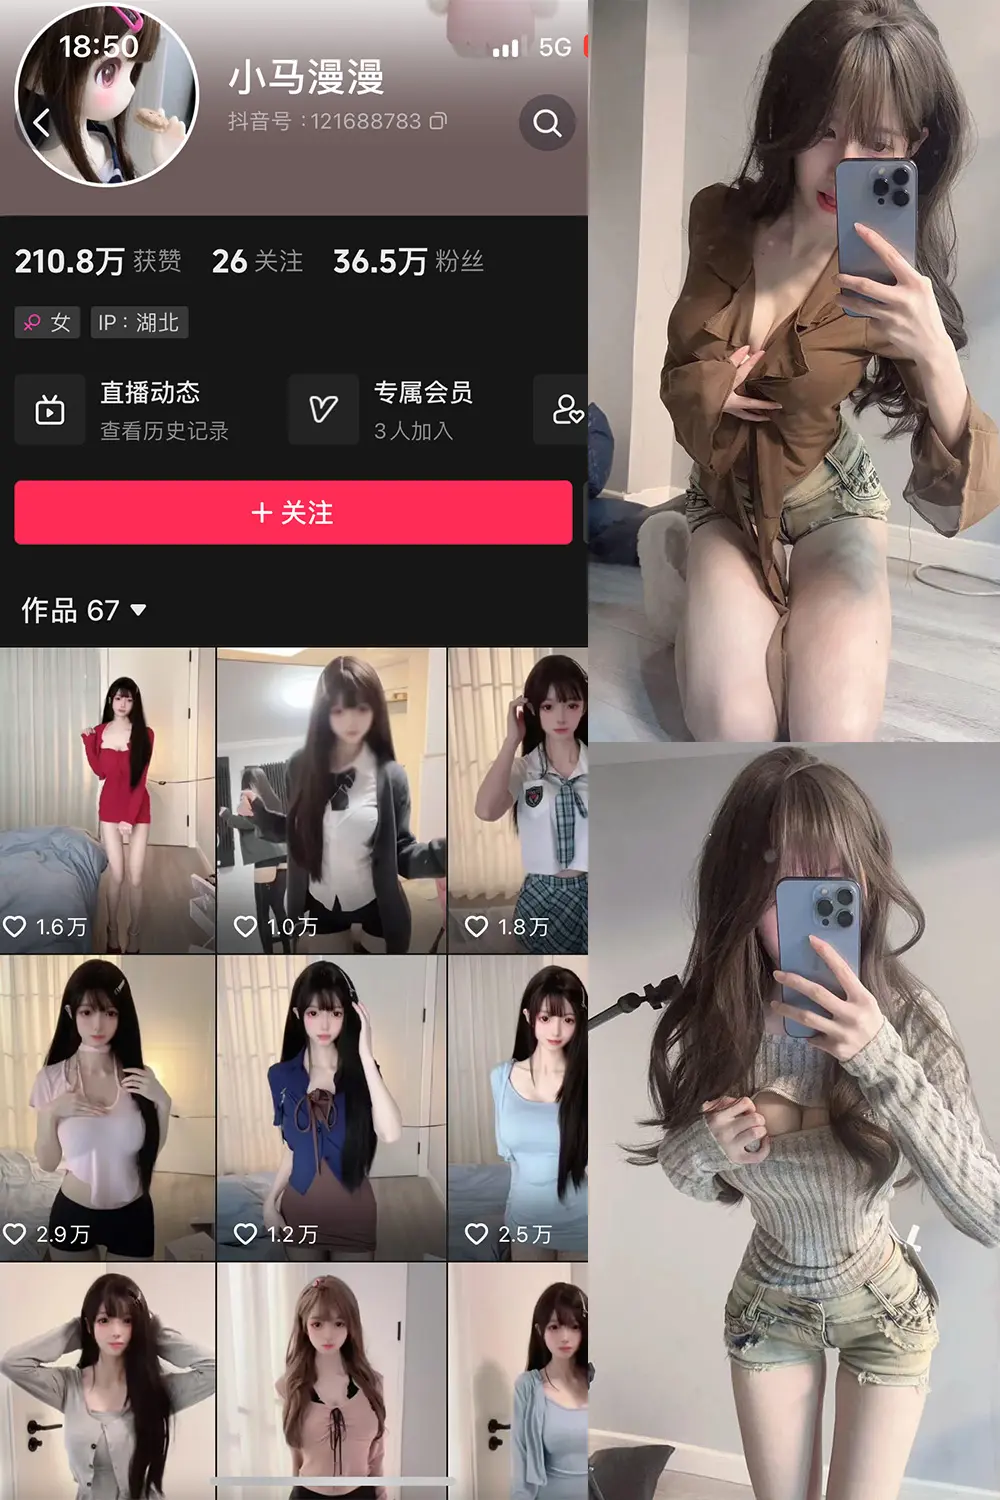 18:50
5G
小马漫漫
抖音号：121688783
210.8万 获赞 26 关注 36.5万 粉丝
女 IP：湖北
直播动态 专属会员
查看历史记录 3人加入
+ 关注
作品 67
1.6万 1.0万 1.8万
2.9万 1.2万 2.5万